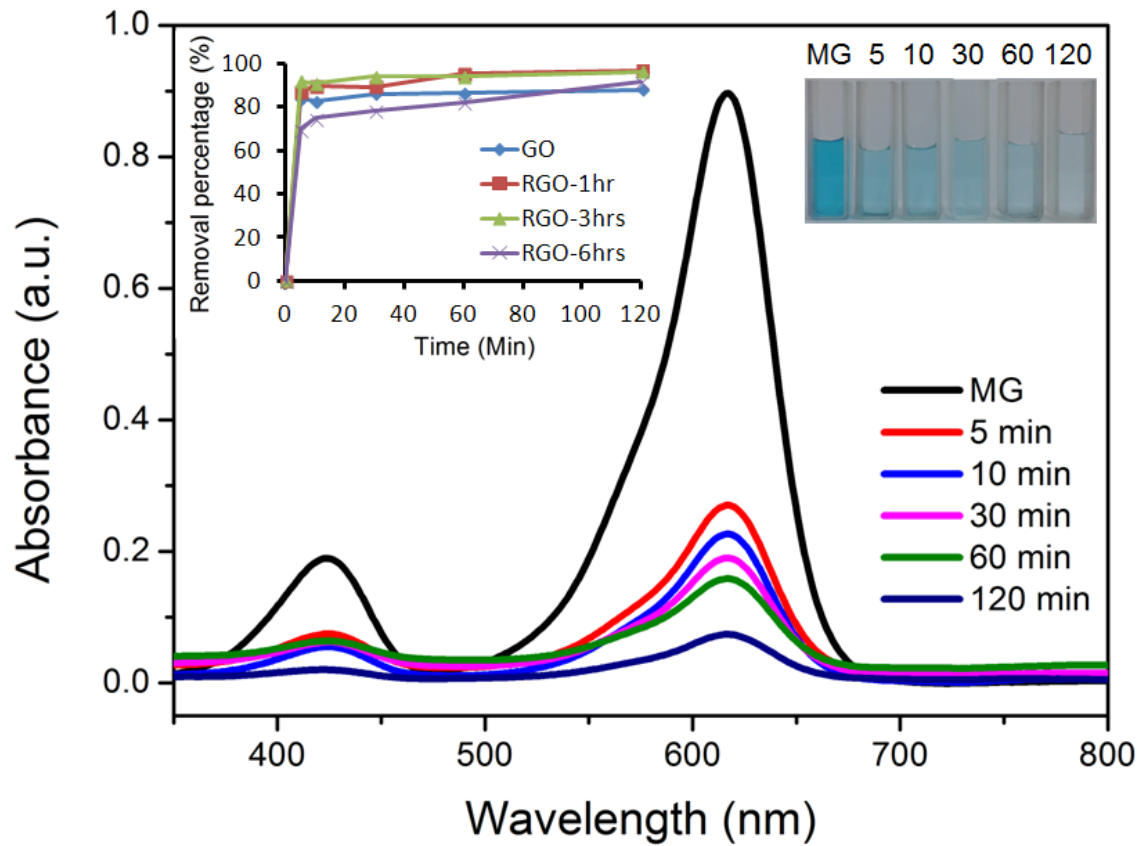 1.0
0.8
0.6
0.4
0.2
0.0
Absorbance (a.u.)
400
500
600
700
800
Wavelength (nm)
100
80
60
40
20
0
Removal percentage (%)
0 20 40 60 80 100 120
Time (Min)
GO
RGO-1hr
RGO-3hrs
RGO-6hrs
MG 5 10 30 60 120
MG
5 min
10 min
30 min
60 min
120 min